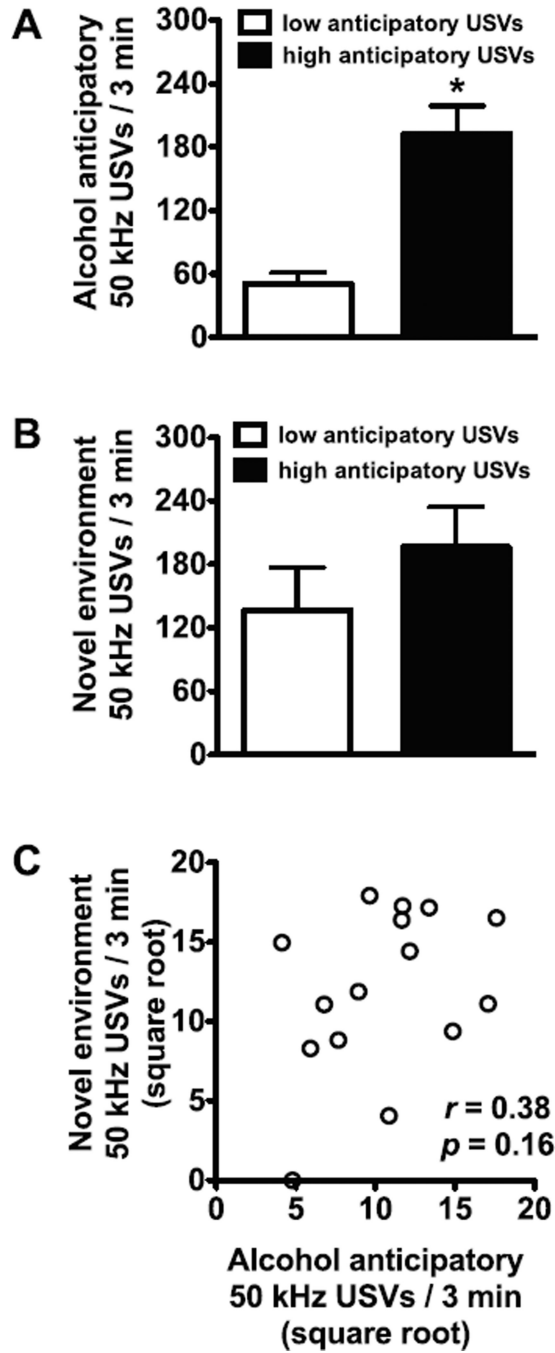 A
Alcohol anticipatory
50 kHz USVs / 3 min
300
240
180
120
60
0
low anticipatory USVs
high anticipatory USVs
*
B
Novel environment
50 kHz USVs / 3 min
300
240
180
120
60
0
low anticipatory USVs
high anticipatory USVs
C
Novel environment
50 kHz USVs / 3 min
(square root)
20
15
10
5
0
r = 0.38
p = 0.16
0 5 10 15 20
Alcohol anticipatory
50 kHz USVs / 3 min
(square root)